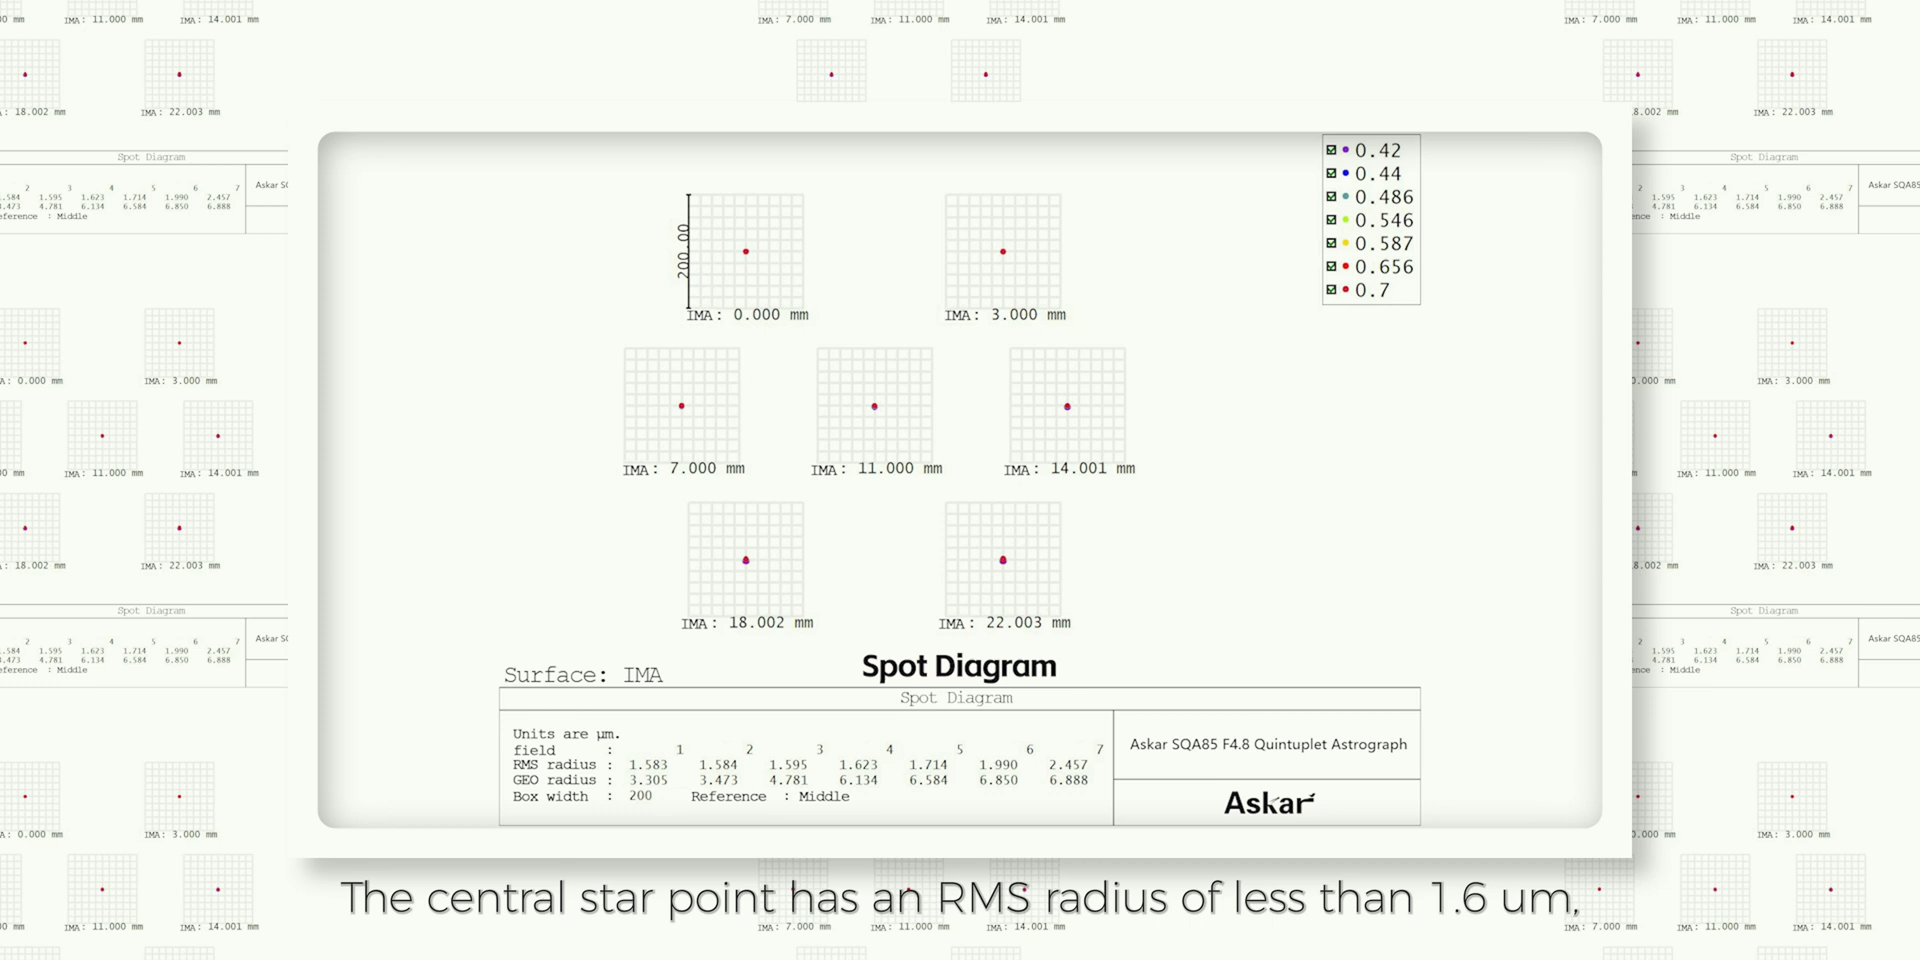 0.42
0.44
0.486
0.546
0.587
0.656
0.7
200.00
IMA: 0.000 mm
IMA: 3.000 mm
IMA: 7.000 mm
IMA: 11.000 mm
IMA: 14.001 mm
IMA: 18.002 mm
IMA: 22.003 mm
Surface: IMA
Spot Diagram
Spot Diagram
Units are µm.
field : 1 2 3 4 5 6 7
RMS radius : 1.583 1.584 1.595 1.623 1.714 1.990 2.457
GEO radius : 3.305 3.473 4.781 6.134 6.584 6.850 6.888
Box width : 200 Reference : Middle
Askar SQA85 F4.8 Quintuplet Astrograph
Askar
The central star point has an RMS radius of less than 1.6 um,